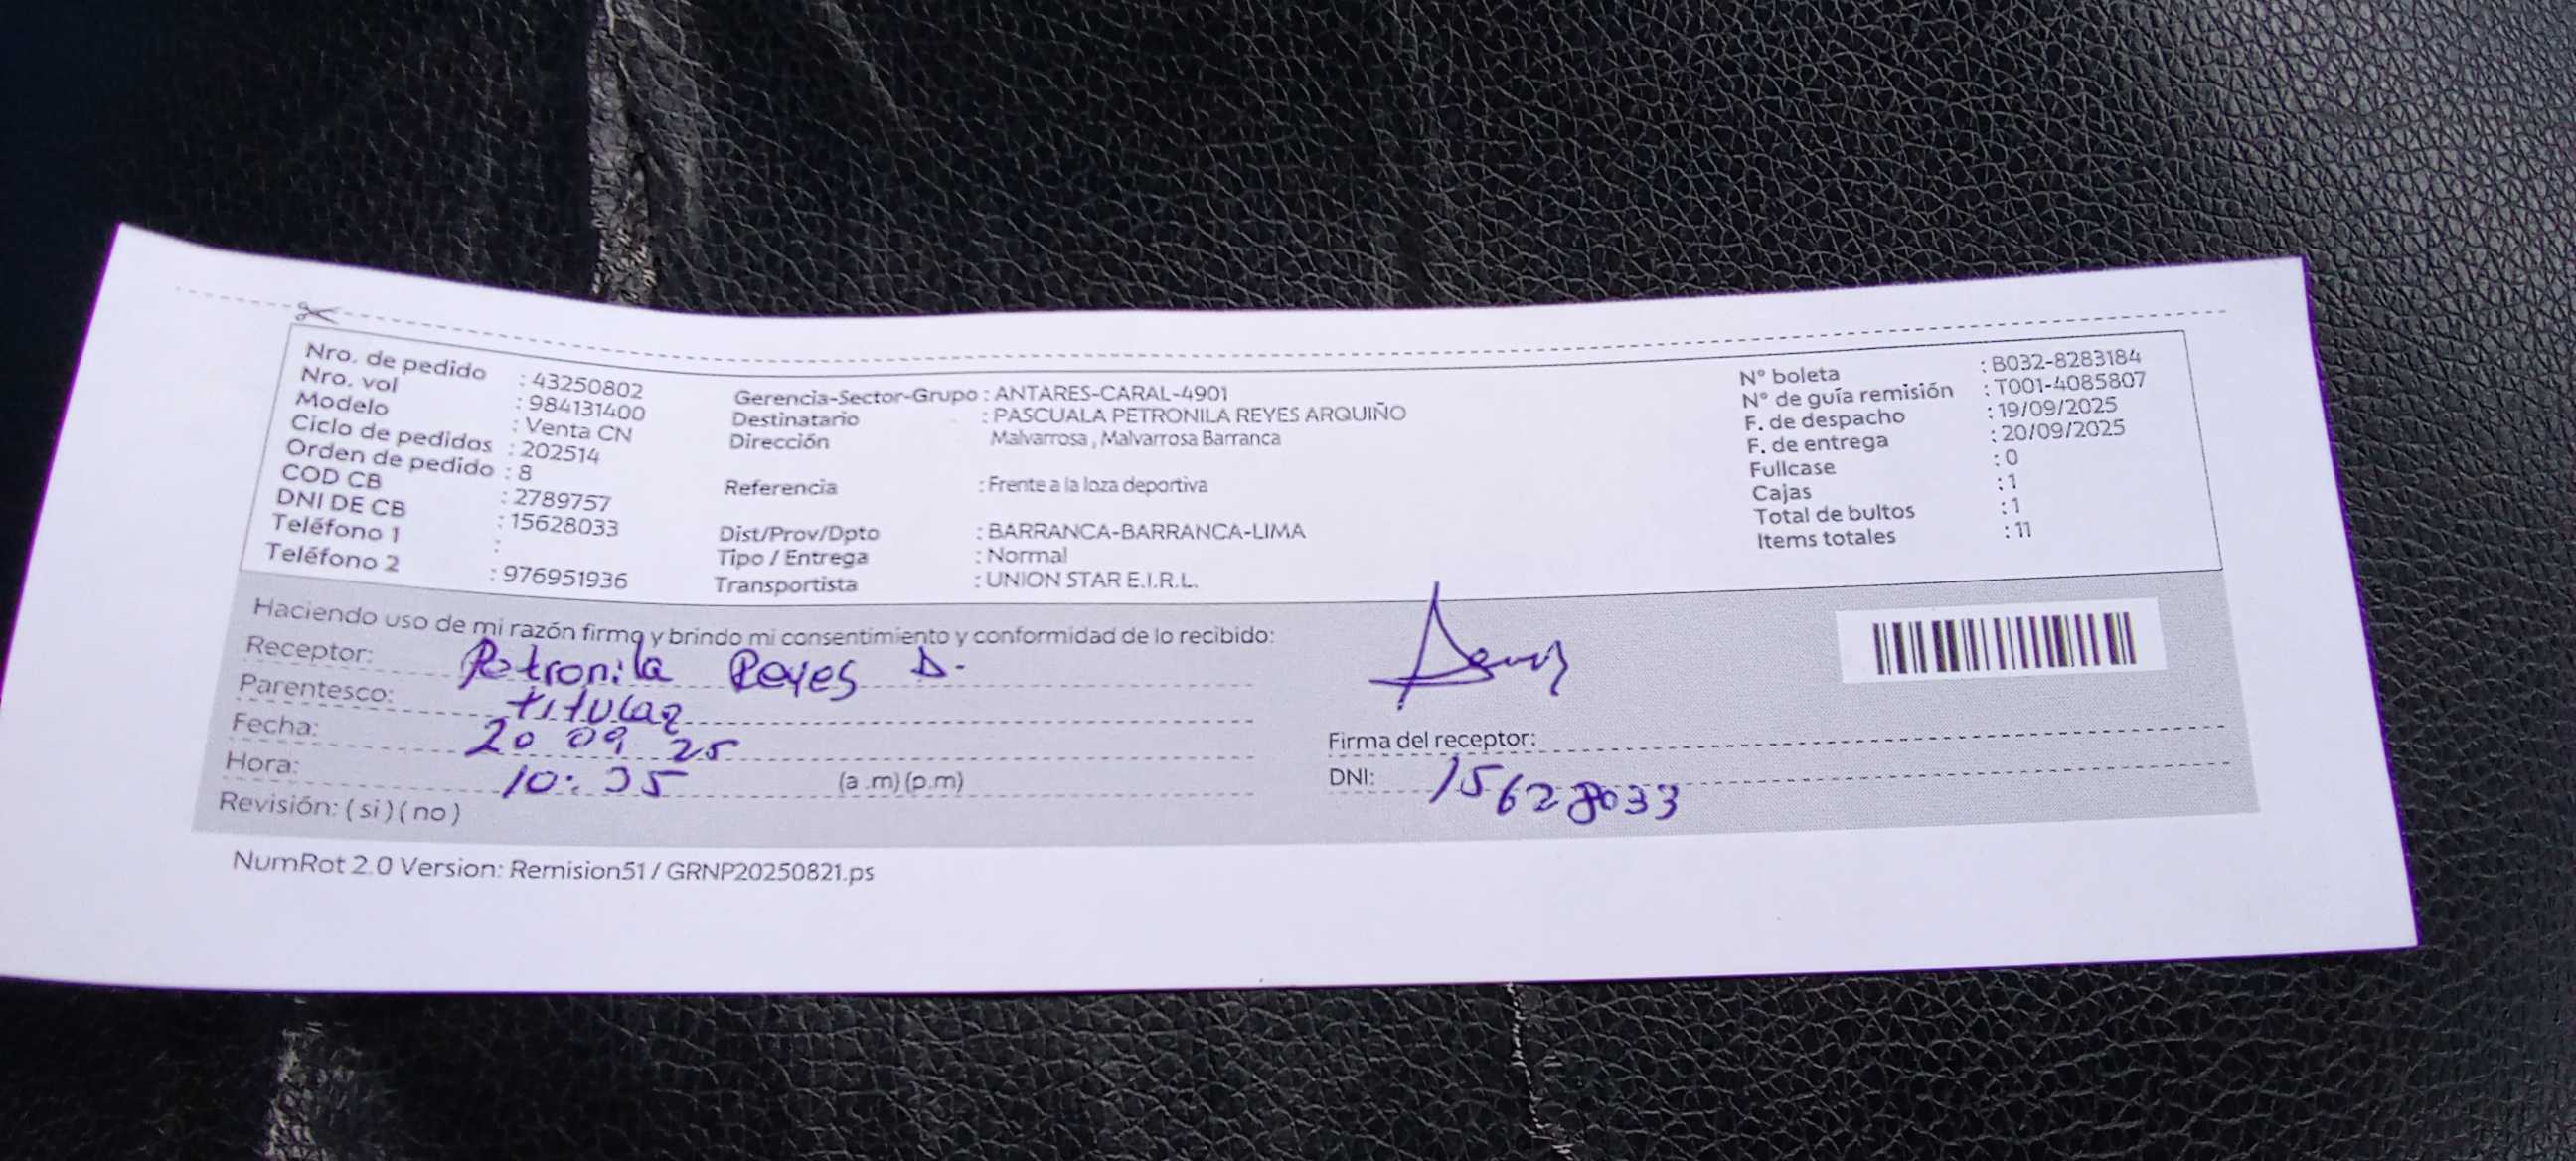 Nro. de pedido : 43250802
Nro. vol : 984131400
Modelo : Venta CN
Ciclo de pedidos : 202514
Orden de pedido : 8
COD CB : 2789757
DNI DE CB : 15628033
Teléfono 1 :
Teléfono 2 : 976951936
Gerencia-Sector-Grupo : ANTARES-CARAL-4901
Destinatario : PASCUALA PETRONILA REYES ARQUIÑO
Dirección Malvarrosa , Malvarrosa Barranca
Referencia : Frente a la loza deportiva
Dist/Prov/Dpto : BARRANCA-BARRANCA-LIMA
Tipo / Entrega : Normal
Transportista : UNION STAR E.I.R.L.
N° boleta : B032-8283184
N° de guía remisión : T001-4085807
F. de despacho : 19/09/2025
F. de entrega : 20/09/2025
Fullcase : 0
Cajas : 1
Total de bultos : 1
Items totales : 11
Haciendo uso de mi razón firmo y brindo mi consentimiento y conformidad de lo recibido:
Receptor: Petronila Reyes A.
Parentesco: titular
Fecha: 20 09 25
Hora: 10:35 (a .m) (p.m)
Revisión: ( si ) ( no )
Firma del receptor:
DNI: 15628033
NumRot 2.0 Version: Remision51 / GRNP20250821.ps